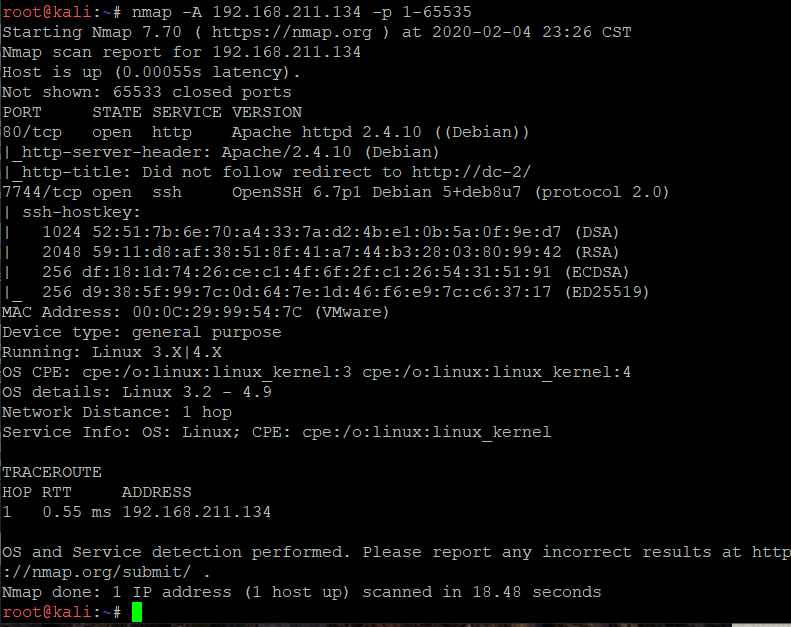 root@kali:~# nmap -A 192.168.211.134 -p 1-65535
Starting Nmap 7.70 ( https://nmap.org ) at 2020-02-04 23:26 CST
Nmap scan report for 192.168.211.134
Host is up (0.00055s latency).
Not shown: 65533 closed ports
PORT     STATE SERVICE VERSION
80/tcp   open  http    Apache httpd 2.4.10 ((Debian))
|_http-server-header: Apache/2.4.10 (Debian)
|_http-title: Did not follow redirect to http://dc-2/
7744/tcp open  ssh     OpenSSH 6.7p1 Debian 5+deb8u7 (protocol 2.0)
| ssh-hostkey:
|   1024 52:51:7b:6e:70:a4:33:7a:d2:4b:e1:0b:5a:0f:9e:d7 (DSA)
|   2048 59:11:d8:af:38:51:8f:41:a7:44:b3:28:03:80:99:42 (RSA)
|   256 df:18:1d:74:26:ce:c1:4f:6f:2f:c1:26:54:31:51:91 (ECDSA)
|_  256 d9:38:5f:99:7c:0d:64:7e:1d:46:f6:e9:7c:c6:37:17 (ED25519)
MAC Address: 00:0C:29:99:54:7C (VMware)
Device type: general purpose
Running: Linux 3.X|4.X
OS CPE: cpe:/o:linux:linux_kernel:3 cpe:/o:linux:linux_kernel:4
OS details: Linux 3.2 - 4.9
Network Distance: 1 hop
Service Info: OS: Linux; CPE: cpe:/o:linux:linux_kernel

TRACEROUTE
HOP RTT     ADDRESS
1   0.55 ms 192.168.211.134

OS and Service detection performed. Please report any incorrect results at http
://nmap.org/submit/ .
Nmap done: 1 IP address (1 host up) scanned in 18.48 seconds
root@kali:~#